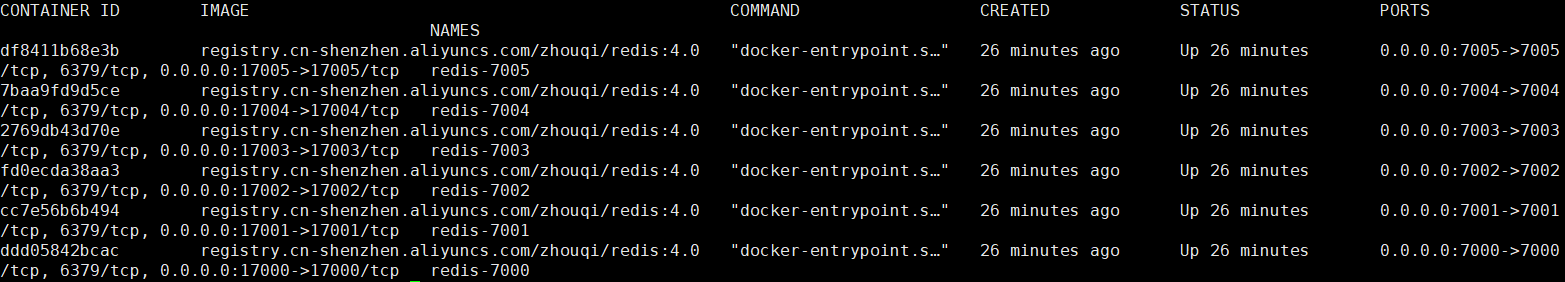 CONTAINER ID        IMAGE                                                COMMAND                  CREATED             STATUS              PORTS
                                           NAMES
df8411b68e3b        registry.cn-shenzhen.aliyuncs.com/zhouqi/redis:4.0   "docker-entrypoint.s…"   26 minutes ago      Up 26 minutes       0.0.0.0:7005->7005
/tcp, 6379/tcp, 0.0.0.0:17005->17005/tcp   redis-7005
7baa9fd9d5ce        registry.cn-shenzhen.aliyuncs.com/zhouqi/redis:4.0   "docker-entrypoint.s…"   26 minutes ago      Up 26 minutes       0.0.0.0:7004->7004
/tcp, 6379/tcp, 0.0.0.0:17004->17004/tcp   redis-7004
2769db43d70e        registry.cn-shenzhen.aliyuncs.com/zhouqi/redis:4.0   "docker-entrypoint.s…"   26 minutes ago      Up 26 minutes       0.0.0.0:7003->7003
/tcp, 6379/tcp, 0.0.0.0:17003->17003/tcp   redis-7003
fd0ecda38aa3        registry.cn-shenzhen.aliyuncs.com/zhouqi/redis:4.0   "docker-entrypoint.s…"   26 minutes ago      Up 26 minutes       0.0.0.0:7002->7002
/tcp, 6379/tcp, 0.0.0.0:17002->17002/tcp   redis-7002
cc7e56b6b494        registry.cn-shenzhen.aliyuncs.com/zhouqi/redis:4.0   "docker-entrypoint.s…"   26 minutes ago      Up 26 minutes       0.0.0.0:7001->7001
/tcp, 6379/tcp, 0.0.0.0:17001->17001/tcp   redis-7001
ddd05842bcac        registry.cn-shenzhen.aliyuncs.com/zhouqi/redis:4.0   "docker-entrypoint.s…"   26 minutes ago      Up 26 minutes       0.0.0.0:7000->7000
/tcp, 6379/tcp, 0.0.0.0:17000->17000/tcp   redis-7000